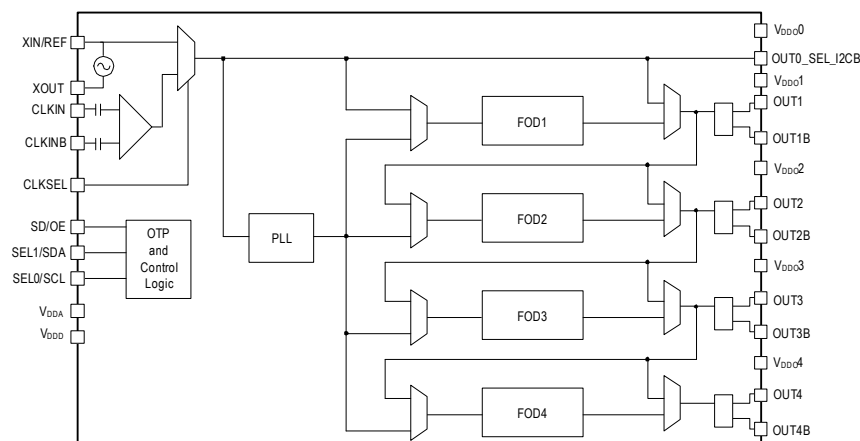 XIN/REF
XOUT
CLKIN
CLKINB
CLKSEL
SD/OE
SEL1/SDA
SEL0/SCL
VDDA
VDDD
OTP
and
Control
Logic
PLL
FOD1
FOD2
FOD3
FOD4
VDDO0
OUT0_SEL_I2CB
VDDO1
OUT1
OUT1B
VDDO2
OUT2
OUT2B
VDDO3
OUT3
OUT3B
VDDO4
OUT4
OUT4B